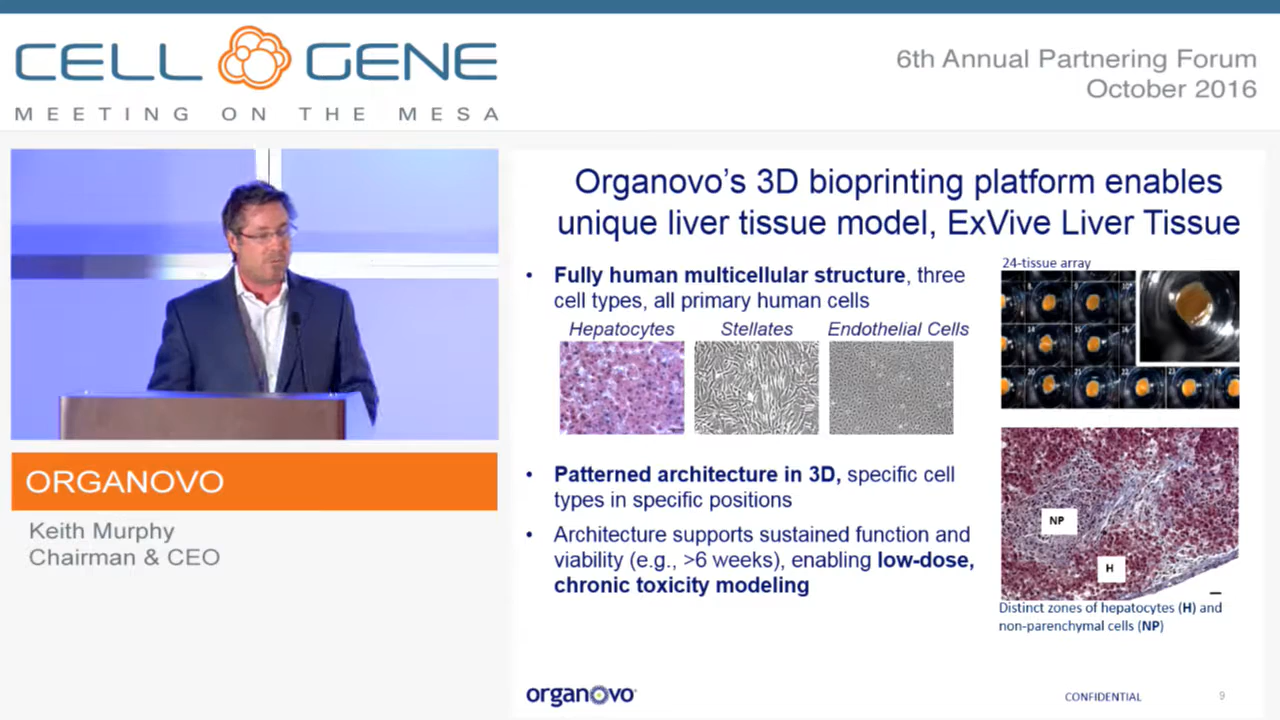 CELL GENE
MEETING ON THE MESA
6th Annual Partnering Forum
October 2016
Organovo's 3D bioprinting platform enables
unique liver tissue model, ExVive Liver Tissue
• Fully human multicellular structure, three
cell types, all primary human cells
Hepatocytes Stellates Endothelial Cells
• Patterned architecture in 3D, specific cell
types in specific positions
• Architecture supports sustained function and
viability (e.g., >6 weeks), enabling low-dose,
chronic toxicity modeling
24-tissue array
NP
H
Distinct zones of hepatocytes (H) and
non-parenchymal cells (NP)
ORGANOVO
Keith Murphy
Chairman & CEO
organovo
CONFIDENTIAL
9